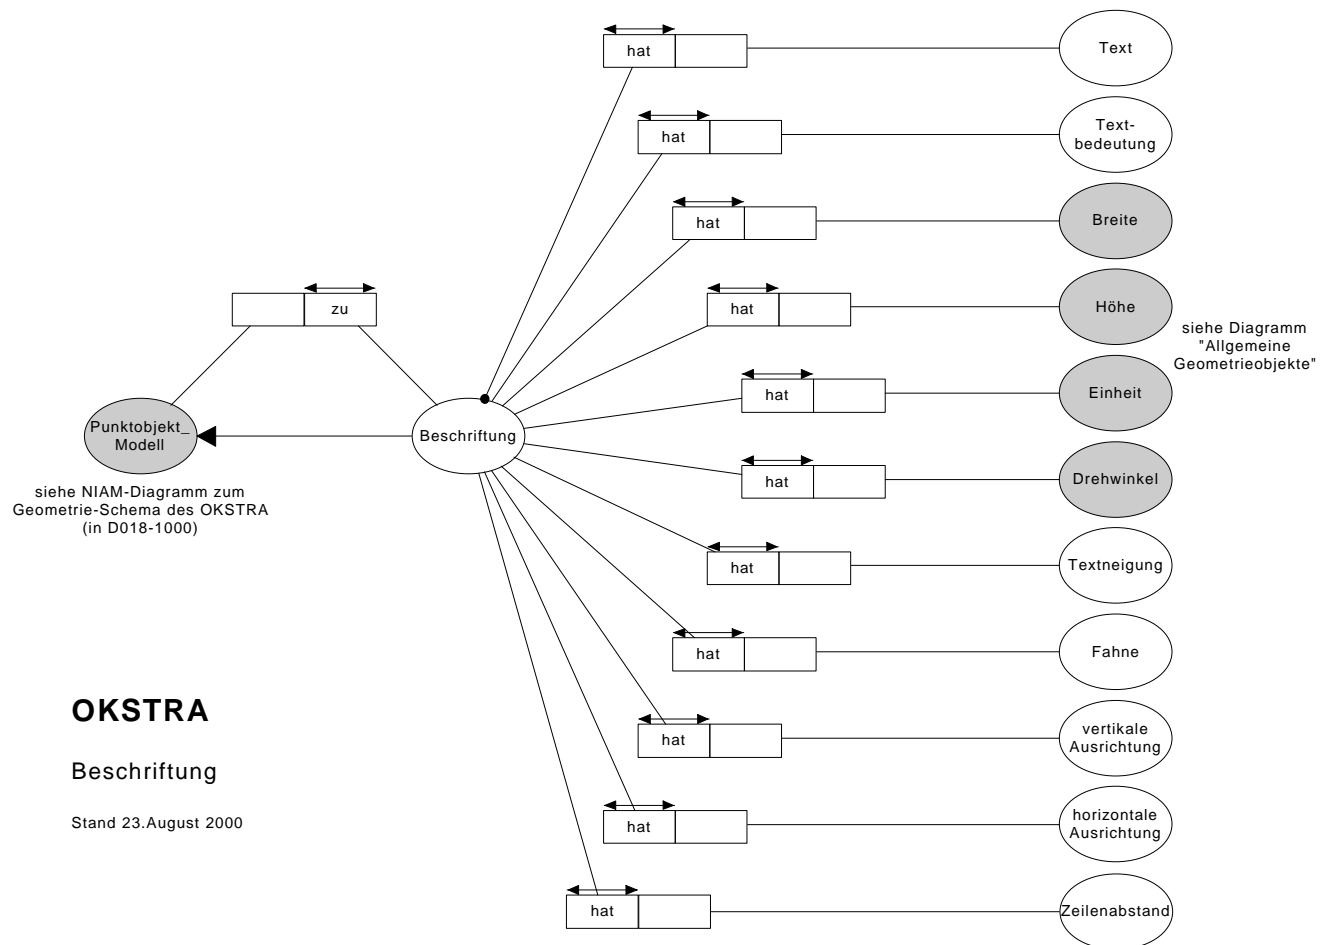 hat
Text
hat
Text-
bedeutung
hat
Breite
zu
hat
Höhe
siehe Diagramm
"Allgemeine
Geometrieobjekte"
hat
Einheit
Punktobjekt_
Modell
Beschriftung
hat
Drehwinkel
siehe NIAM-Diagramm zum
Geometrie-Schema des OKSTRA
(in D018-1000)
hat
Textneigung
hat
Fahne
OKSTRA
hat
vertikale
Ausrichtung
Beschriftung
Stand 23.August 2000
hat
horizontale
Ausrichtung
hat
Zeilenabstand